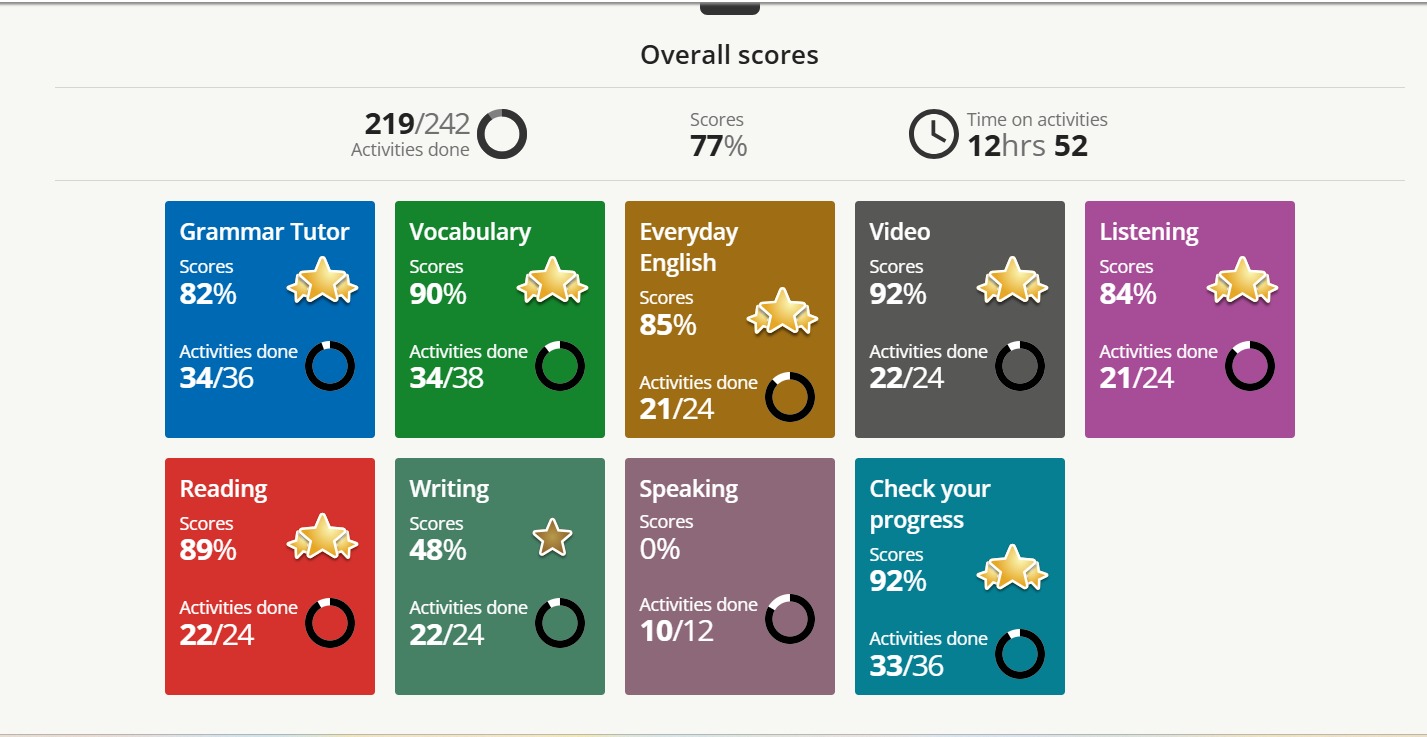 Overall scores
219/242
Activities done
Scores
77%
Time on activities
12hrs 52
Grammar Tutor
Scores
82%
Activities done
34/36
Vocabulary
Scores
90%
Activities done
34/38
Everyday
English
Scores
85%
Activities done
21/24
Video
Scores
92%
Activities done
22/24
Listening
Scores
84%
Activities done
21/24
Reading
Scores
89%
Activities done
22/24
Writing
Scores
48%
Activities done
22/24
Speaking
Scores
0%
Activities done
10/12
Check your
progress
Scores
92%
Activities done
33/36